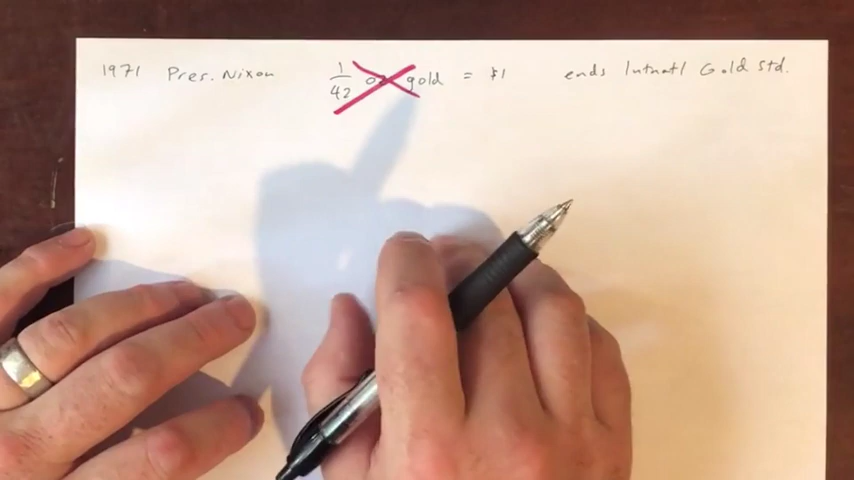 1971 Pres. Nixon 1/42 oz gold = $1 ends Intnat'l Gold Std.